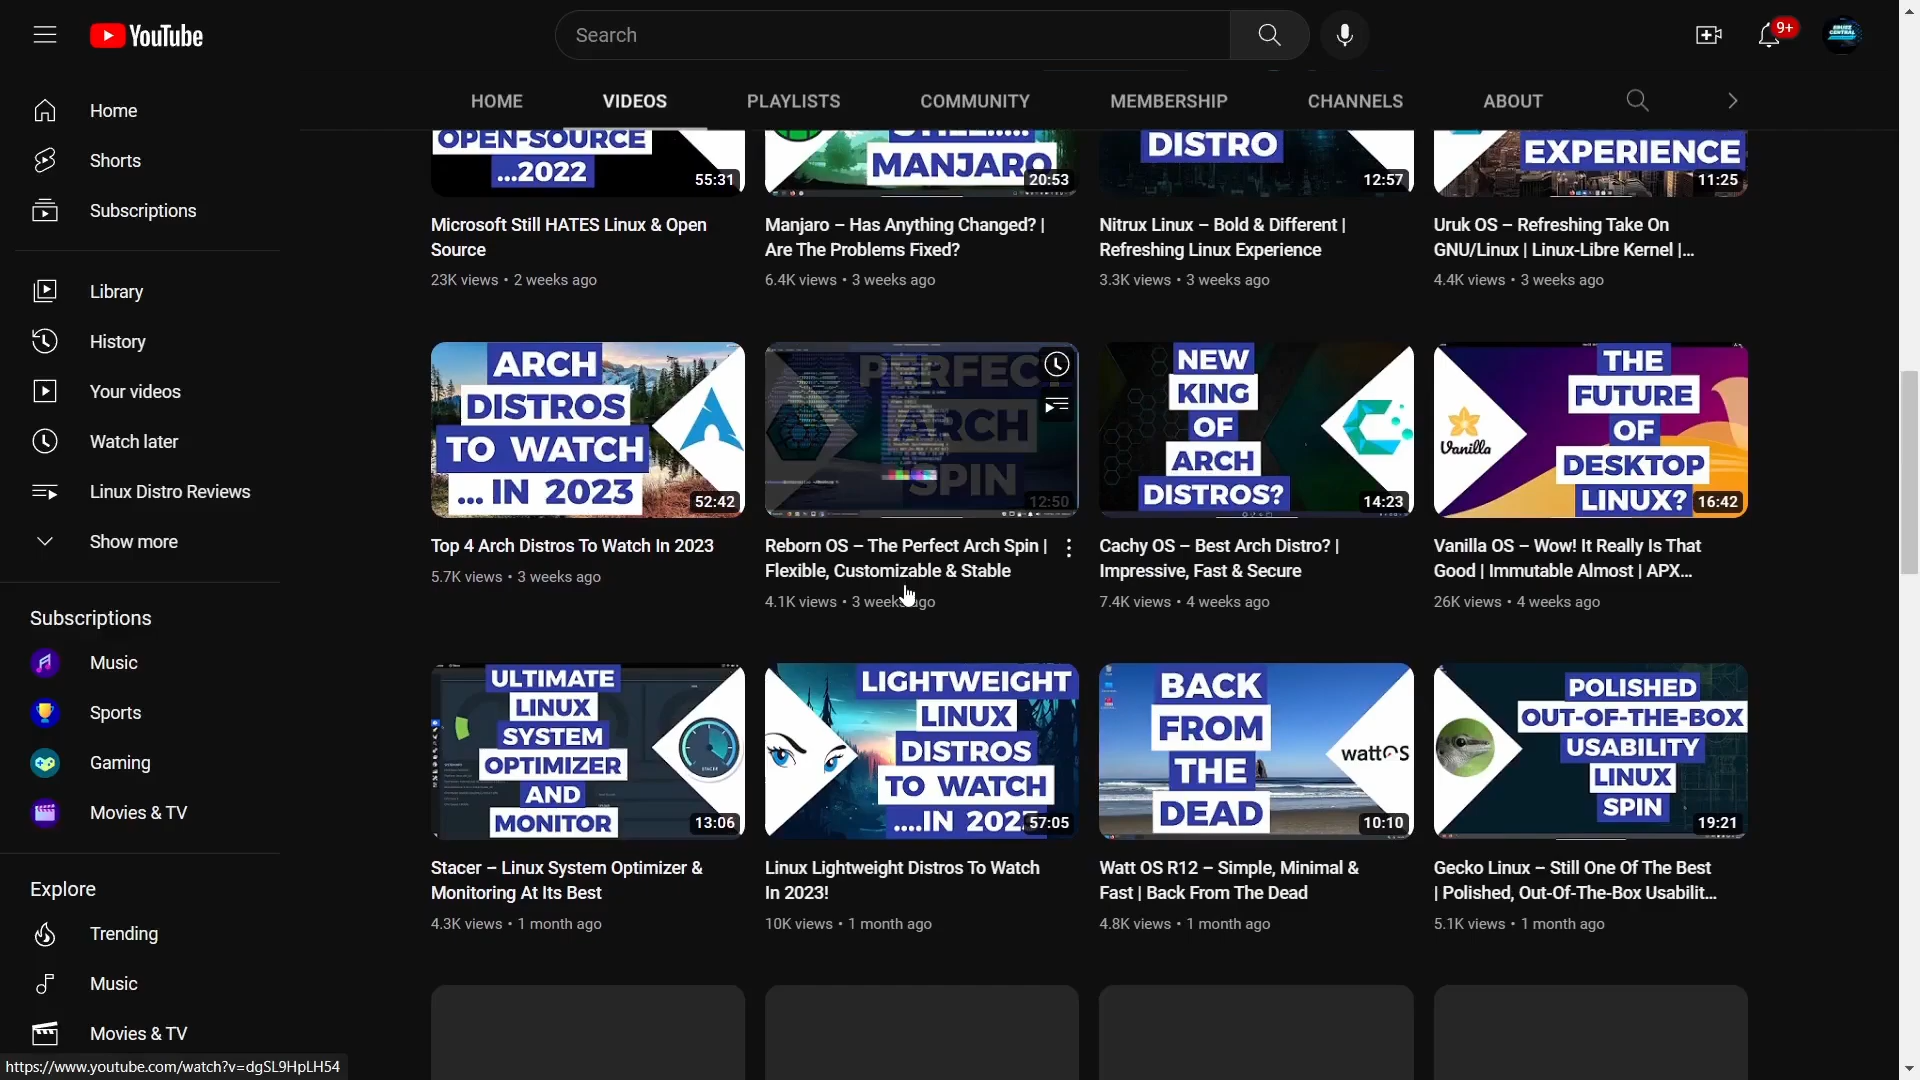 YouTube
Search
9+
HOME
VIDEOS
PLAYLISTS
COMMUNITY
MEMBERSHIP
CHANNELS
ABOUT
Home
Shorts
Subscriptions
Library
History
Your videos
Watch later
Linux Distro Reviews
Show more
Subscriptions
Music
Sports
Gaming
Movies & TV
Explore
Trending
Music
Movies & TV
OPEN-SOURCE
...2022
55:31
Microsoft Still HATES Linux & Open
Source
23K views • 2 weeks ago
STILL.....
MANJARO
20:53
Manjaro – Has Anything Changed? |
Are The Problems Fixed?
6.4K views • 3 weeks ago
DISTRO
12:57
Nitrux Linux – Bold & Different |
Refreshing Linux Experience
3.3K views • 3 weeks ago
EXPERIENCE
11:25
Uruk OS – Refreshing Take On
GNU/Linux | Linux-Libre Kernel |...
4.4K views • 3 weeks ago
ARCH
DISTROS
TO WATCH
... IN 2023
52:42
Top 4 Arch Distros To Watch In 2023
5.7K views • 3 weeks ago
PERFECT
ARCH
SPIN
12:50
Reborn OS – The Perfect Arch Spin |
Flexible, Customizable & Stable
4.1K views • 3 weeks ago
NEW
KING
OF
ARCH
DISTROS?
14:23
Cachy OS – Best Arch Distro? |
Impressive, Fast & Secure
7.4K views • 4 weeks ago
Vanilla
THE
FUTURE
OF
DESKTOP
LINUX?
16:42
Vanilla OS – Wow! It Really Is That
Good | Immutable Almost | APX...
26K views • 4 weeks ago
ULTIMATE
LINUX
SYSTEM
OPTIMIZER
AND
MONITOR
STACER
13:06
Stacer – Linux System Optimizer &
Monitoring At Its Best
4.3K views • 1 month ago
LIGHTWEIGHT
LINUX
DISTROS
TO WATCH
....IN 202
57:05
Linux Lightweight Distros To Watch
In 2023!
10K views • 1 month ago
BACK
FROM
THE
DEAD
wattOS
10:10
Watt OS R12 – Simple, Minimal &
Fast | Back From The Dead
4.8K views • 1 month ago
POLISHED
OUT-OF-THE-BOX
USABILITY
LINUX
SPIN
19:21
Gecko Linux – Still One Of The Best
| Polished, Out-Of-The-Box Usabilit...
5.1K views • 1 month ago
https://www.youtube.com/watch?v=dgSL9HpLH54